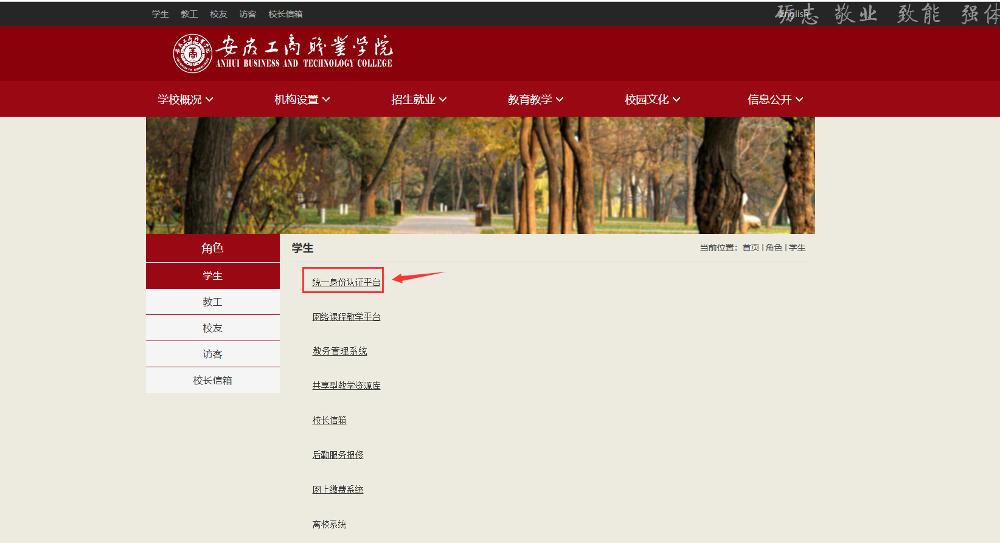 学生 教工 校友 访客 校长信箱 English
励志 敬业 致能 强体
安徽工商职业学院
ANHUI BUSINESS AND TECHNOLOGY COLLEGE
学校概况 机构设置 招生就业 教育教学 校园文化 信息公开
角色
学生
教工
校友
访客
校长信箱
学生
当前位置：首页 | 角色 | 学生
统一身份认证平台
网络课程教学平台
教务管理系统
共享型教学资源库
校长信箱
后勤服务报修
网上缴费系统
离校系统